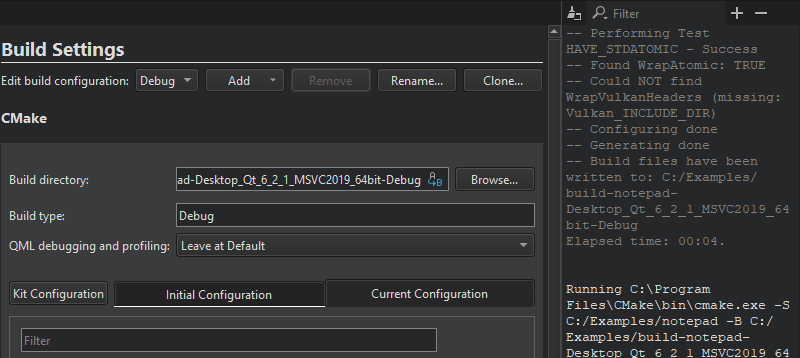 Build Settings
Edit build configuration: Debug Add Remove Rename... Clone...
CMake
Build directory: ad-Desktop_Qt_6_2_1_MSVC2019_64bit-Debug Browse...
Build type: Debug
QML debugging and profiling: Leave at Default
Kit Configuration Initial Configuration Current Configuration
Filter
Filter
-- Performing Test
HAVE_STDATOMIC - Success
-- Found WrapAtomic: TRUE
-- Could NOT find
WrapVulkanHeaders (missing:
Vulkan_INCLUDE_DIR)
-- Configuring done
-- Generating done
-- Build files have been
written to: C:/Examples/
build-notepad-
Desktop_Qt_6_2_1_MSVC2019_64
bit-Debug
Elapsed time: 00:04.
Running C:\Program
Files\CMake\bin\cmake.exe -S
C:/Examples/notepad -B C:/
Examples/build-notepad-
Desktop_Qt_6_2_1_MSVC2019_64